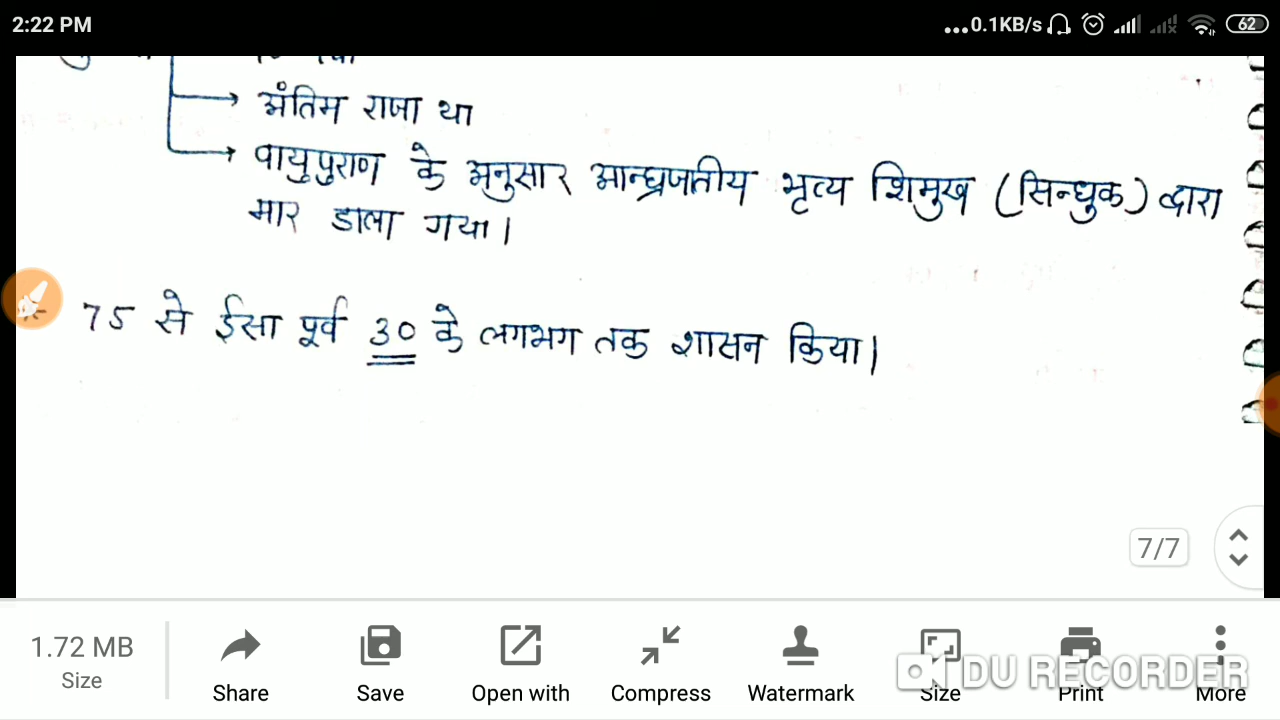 2:22 PM
...0.1KB/s
62
अंतिम राजा था
वायुपुराण के अनुसार आन्ध्रजतीय भृत्य शिमुख (सिन्धुक) द्वारा
मार डाला गया।
75 से ईसा पूर्व 30 के लगभग तक शासन किया।
7/7
1.72 MB
Size
Share
Save
Open with
Compress
Watermark
Size
Print
More
DU RECORDER